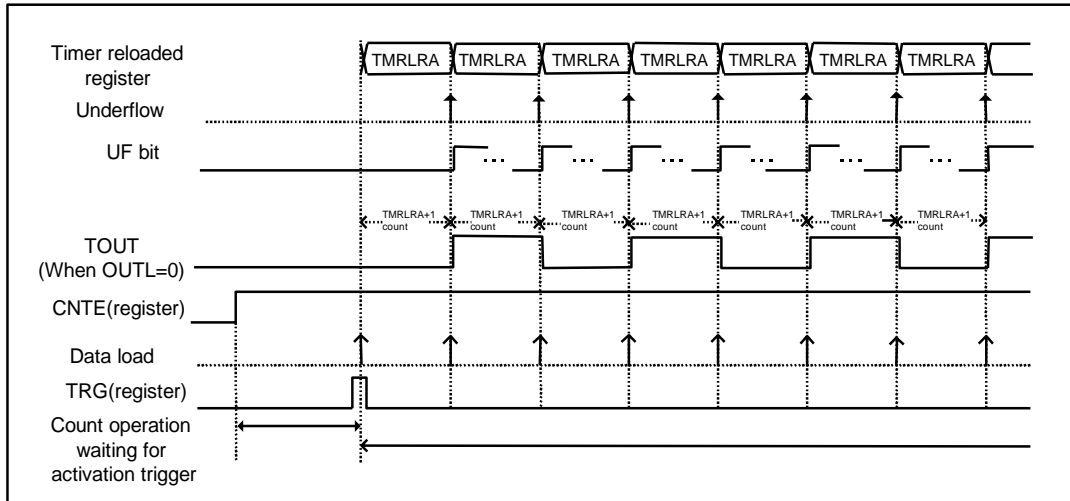 Timer reloaded
register
TMRLRA TMRLRA TMRLRA TMRLRA TMRLRA TMRLRA TMRLRA
Underflow
UF bit
... ... ... ... ... ...
TMRLRA+1
count
TMRLRA+1
count
TMRLRA+1
count
TMRLRA+1
count
TMRLRA+1
count
TMRLRA+1
count
TMRLRA+1
count
TOUT
(When OUTL=0)
CNTE(register)
Data load
TRG(register)
Count operation
waiting for
activation trigger